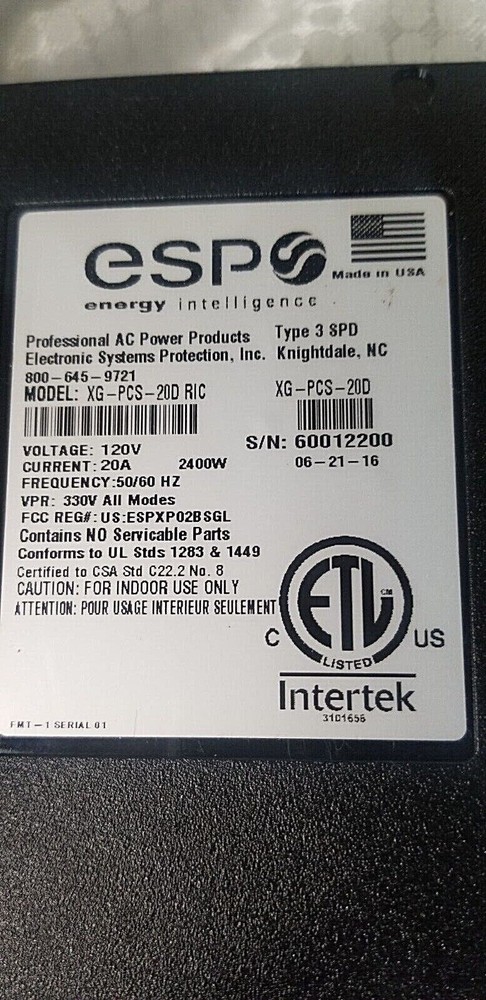 esp
Made in USA
energy intelligence
Professional AC Power Products
Type 3 SPD
Electronic Systems Protection, Inc.
Knightdale, NC
800-645-9721
MODEL: XG-PCS-20D RIC
XG-PCS-20D
S/N: 60012200
VOLTAGE: 120V
CURRENT: 20A 2400W
06-21-16
FREQUENCY:50/60 HZ
VPR: 330V All Modes
FCC REG#: US:ESPXP02BSGL
Contains NO Servicable Parts
Conforms to UL Stds 1283 & 1449
Certified to CSA Std C22.2 No. 8
CAUTION: FOR INDOOR USE ONLY
ATTENTION: POUR USAGE INTERIEUR SEULEMENT
ETL CM
C US
LISTED
Intertek
3101656
FMT-1 SERIAL 01